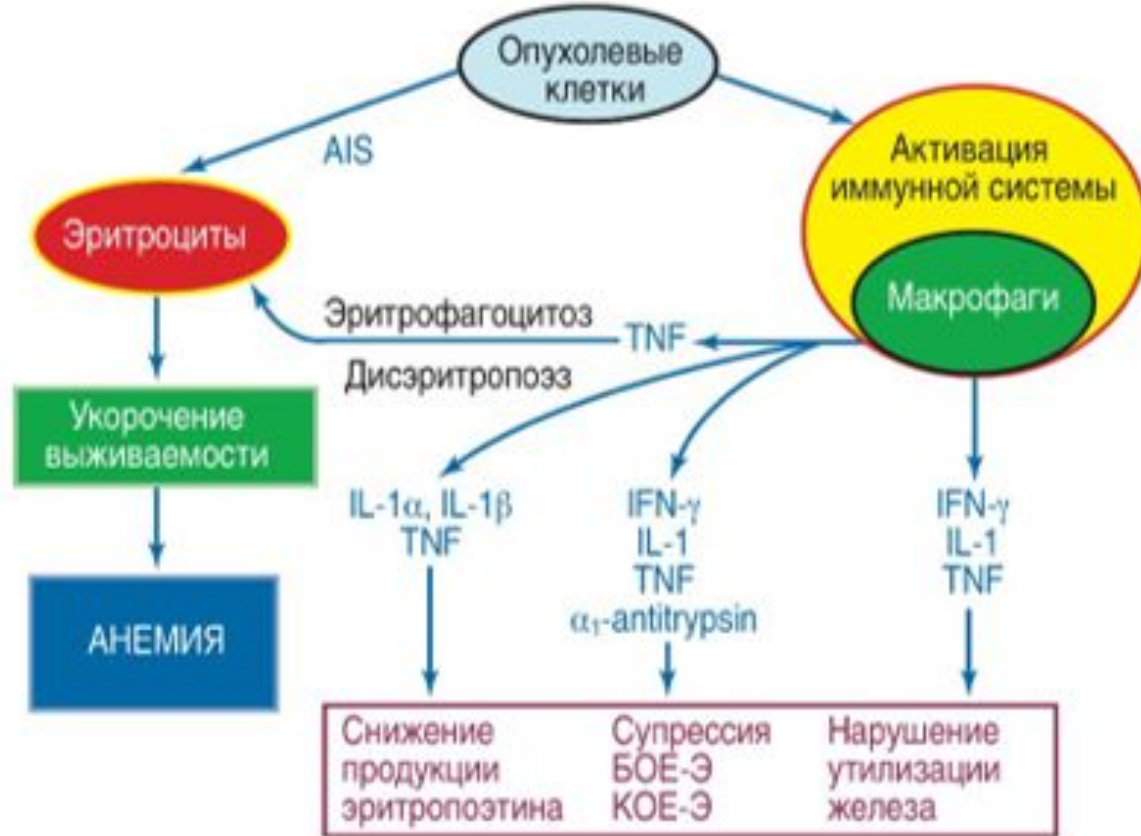 Опухолевые
клетки
AIS
Активация
иммунной системы
Эритроциты
Макрофаги
Эритрофагоцитоз
TNF
Дисэритропоэз
Укорочение
выживаемости
АНЕМИЯ
IL-1α, IL-1β
TNF
IFN-γ
IL-1
TNF
α₁-antitrypsin
IFN-γ
IL-1
TNF
Снижение
продукции
эритропоэтина
Супрессия
БОЕ-Э
КОЕ-Э
Нарушение
утилизации
железа